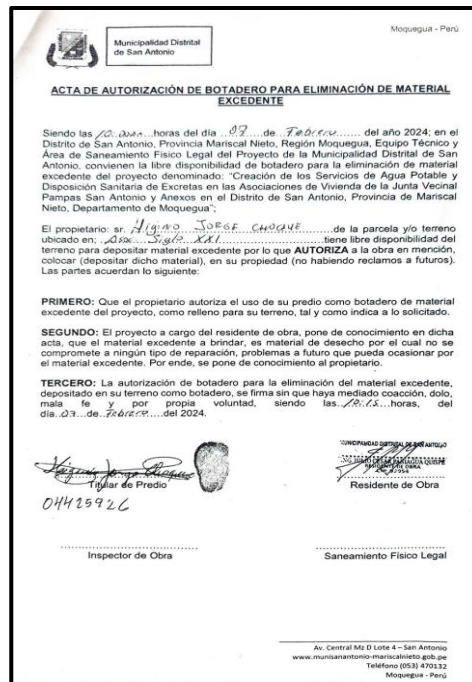 Municipalidad Distrital
de San Antonio
Moquegua - Perú
ACTA DE AUTORIZACIÓN DE BOTADERO PARA ELIMINACIÓN DE MATERIAL
EXCEDENTE
Siendo las 10 am horas del día 07 de Febrero del año 2024; en el
Distrito de San Antonio, Provincia Mariscal Nieto, Región Moquegua, Equipo Técnico y
Área de Saneamiento Físico Legal del Proyecto de la Municipalidad Distrital de San
Antonio, convienen la libre disponibilidad de botadero para la eliminación de material
excedente del proyecto denominado: "Creación de los Servicios de Agua Potable y
Disposición Sanitaria de Excretas en las Asociaciones de Vivienda de la Junta Vecinal
Pampas San Antonio y Anexos en el Distrito de San Antonio, Provincia de Mariscal
Nieto, Departamento de Moquegua";
El propietario: sr. Higino JORGE CHOQUE de la parcela y/o terreno
ubicado en; Asoc. Siglo XXI tiene libre disponibilidad del
terreno para depositar material excedente por lo que AUTORIZA a la obra en mención,
colocar (depositar dicho material), en su propiedad (no habiendo reclamos a futuros).
Las partes acuerdan lo siguiente:
PRIMERO: Que el propietario autoriza el uso de su predio como botadero de material
excedente del proyecto, como relleno para su terreno, tal y como indica a lo solicitado.
SEGUNDO: El proyecto a cargo del residente de obra, pone de conocimiento en dicha
acta, que el material excedente a brindar, es material de desecho por el cual no se
compromete a ningún tipo de reparación, problemas a futuro que pueda ocasionar por
el material excedente. Por ende, se pone de conocimiento al propietario.
TERCERO: La autorización de botadero para la eliminación del material excedente,
depositado en su terreno como botadero, se firma sin que haya mediado coacción, dolo,
mala fe y por propia voluntad, siendo las 10:15 horas, del
día 07 de Febrero del 2024.
MUNICIPALIDAD DISTRITAL DE SAN ANTONIO
RESIDENTE DE OBRA
Titular de Predio
Residente de Obra
04425926
Inspector de Obra
Saneamiento Físico Legal
Av. Central Mz D Lote 4 – San Antonio
www.munisanantonio-mariscalnieto.gob.pe
Teléfono (053) 470132
Moquegua - Perú